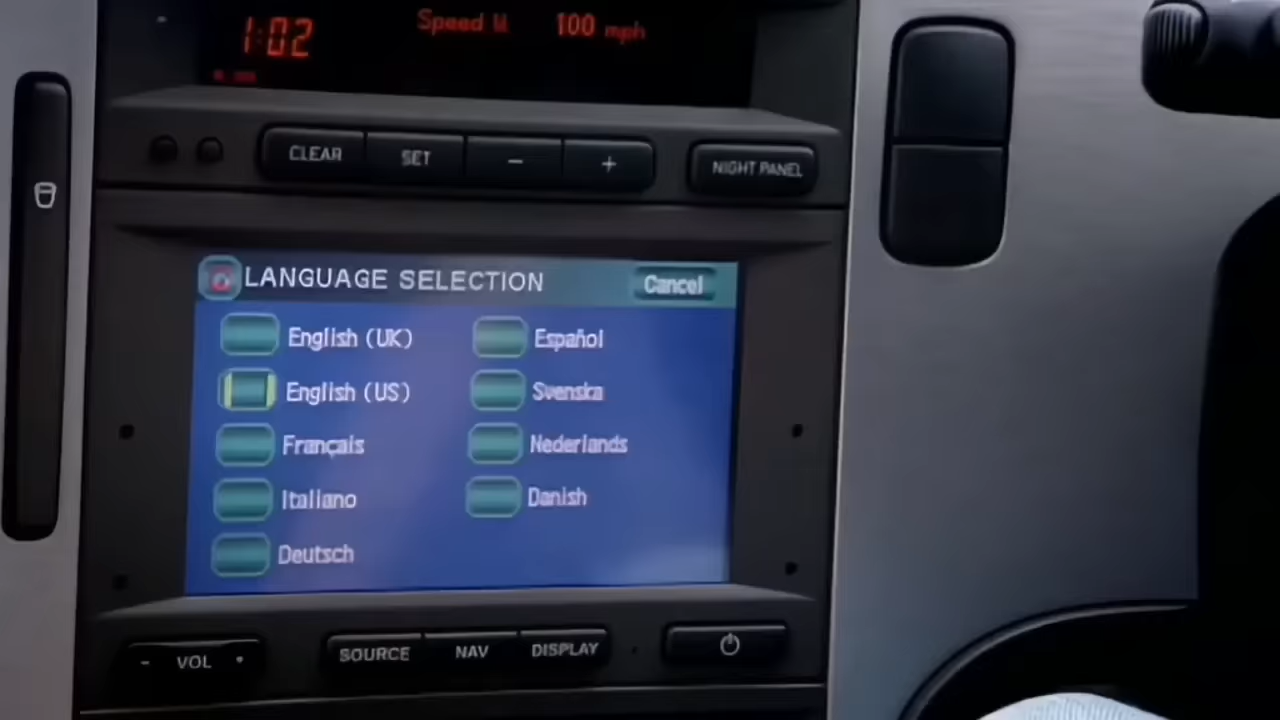 1:02 Speed W 100 mph
CLEAR SET - + NIGHT PANEL
LANGUAGE SELECTION Cancel
English (UK) Español
English (US) Svenska
Français Nederlands
Italiano Danish
Deutsch
- VOL + SOURCE NAV DISPLAY